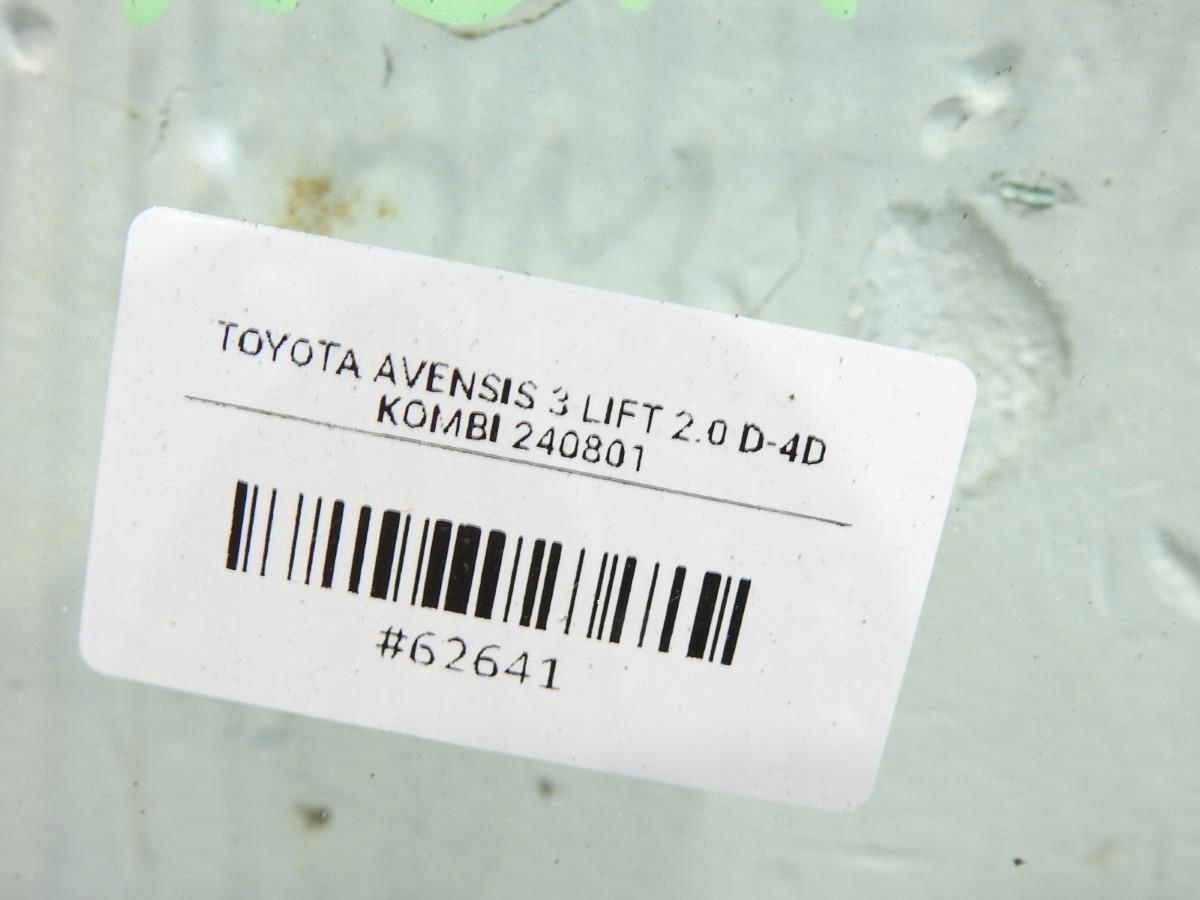 TOYOTA AVENSIS 3 LIFT 2.0 D-4D
KOMBI 240801
#62641